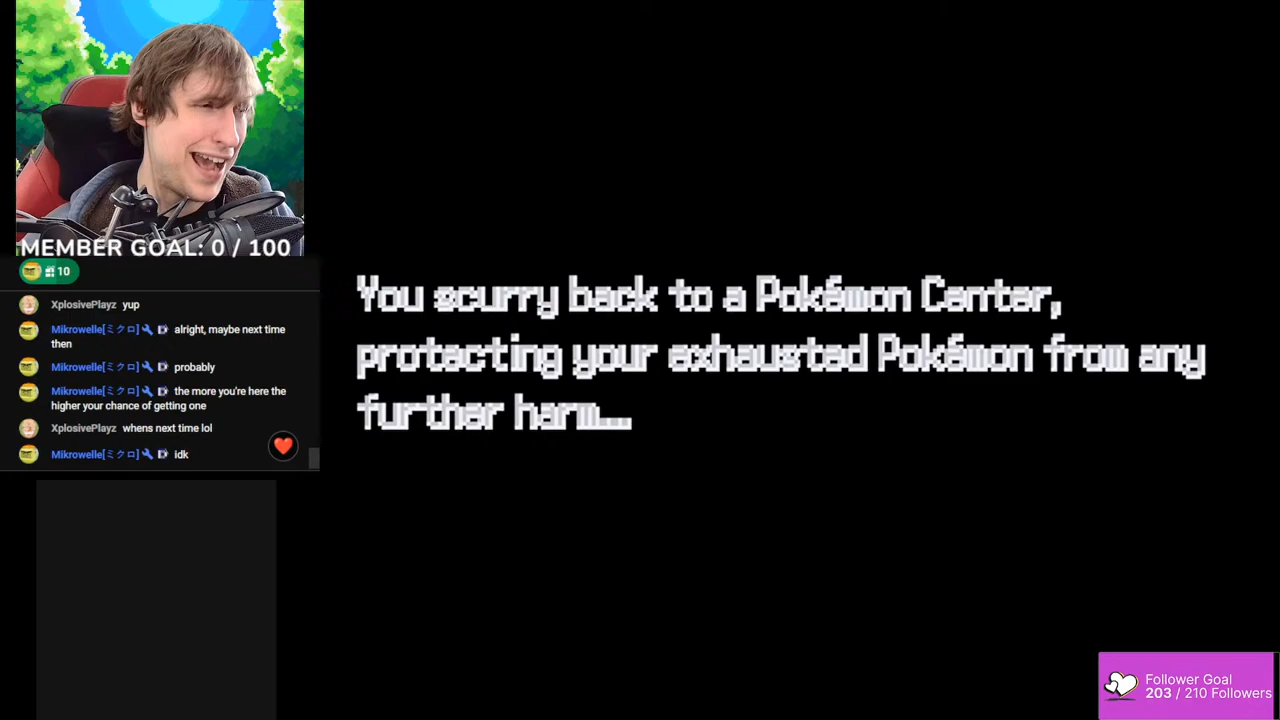 MEMBER GOAL: 0 / 100
10
XplosivePlayz yup
Mikrowelle[ミクロ] alright, maybe next time
then
Mikrowelle[ミクロ] probably
Mikrowelle[ミクロ] the more you're here the
higher your chance of getting one
XplosivePlayz whens next time lol
Mikrowelle[ミクロ] idk
You scurry back to a Pokémon Center,
protecting your exhausted Pokémon from any
further harm...
Follower Goal
203 / 210 Followers